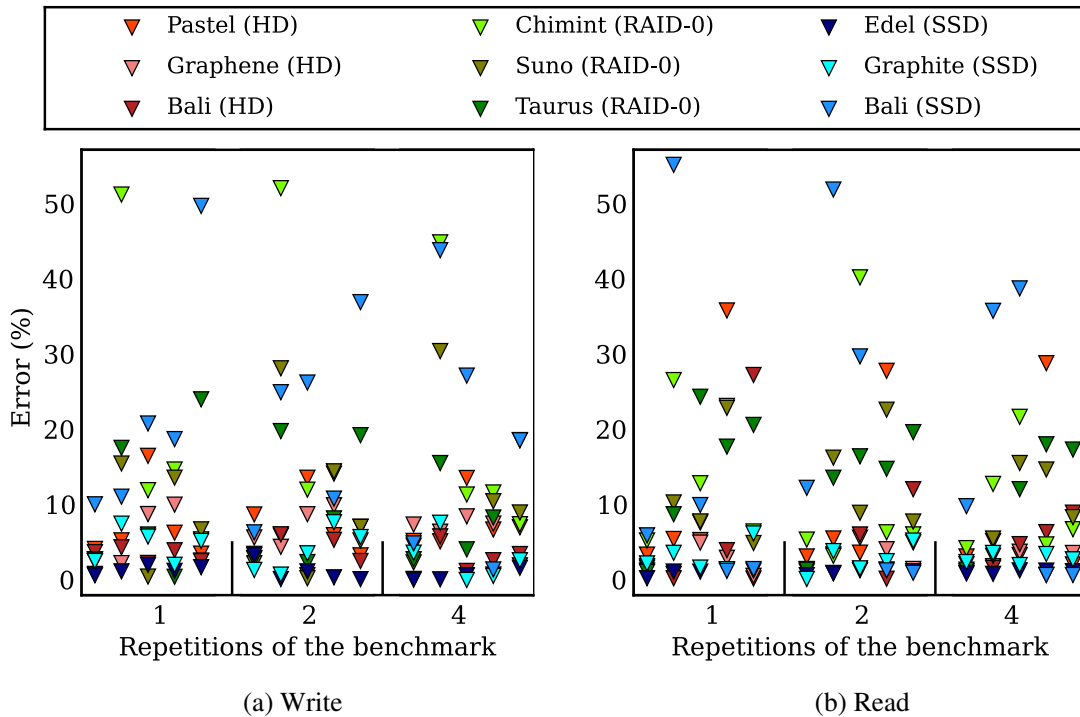 Pastel (HD) Chimint (RAID-0) Edel (SSD)
Graphene (HD) Suno (RAID-0) Graphite (SSD)
Bali (HD) Taurus (RAID-0) Bali (SSD)
Error (%)
50
40
30
20
10
0
1 2 4
Repetitions of the benchmark
(a) Write
50
40
30
20
10
0
1 2 4
Repetitions of the benchmark
(b) Read